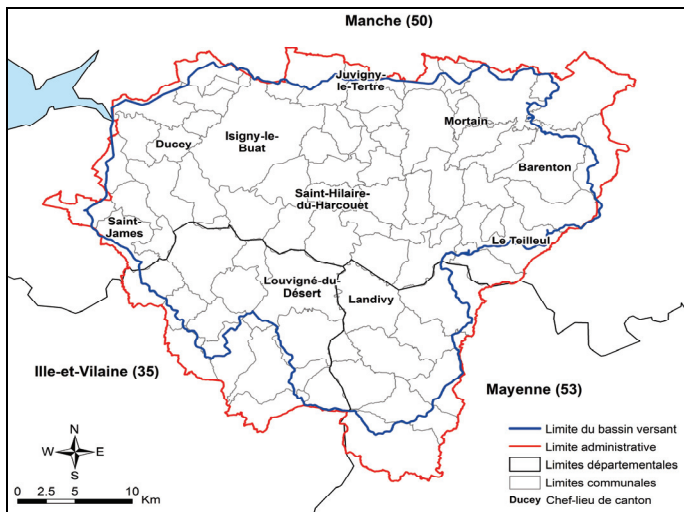 Manche (50)
Juvigny-
le-Tertre
Mortain
Ducey
Isigny-le-
Buat
Barenton
Saint-Hilaire-
du-Harcouët
Saint-
James
Le Teilleul
Louvigné-du-
Désert
Landivy
Ille-et-Vilaine (35)
Mayenne (53)
N
W E
S
0 2.5 5 10
Km
Limite du bassin versant
Limite administrative
Limites départementales
Limites communales
Ducey Chef-lieu de canton